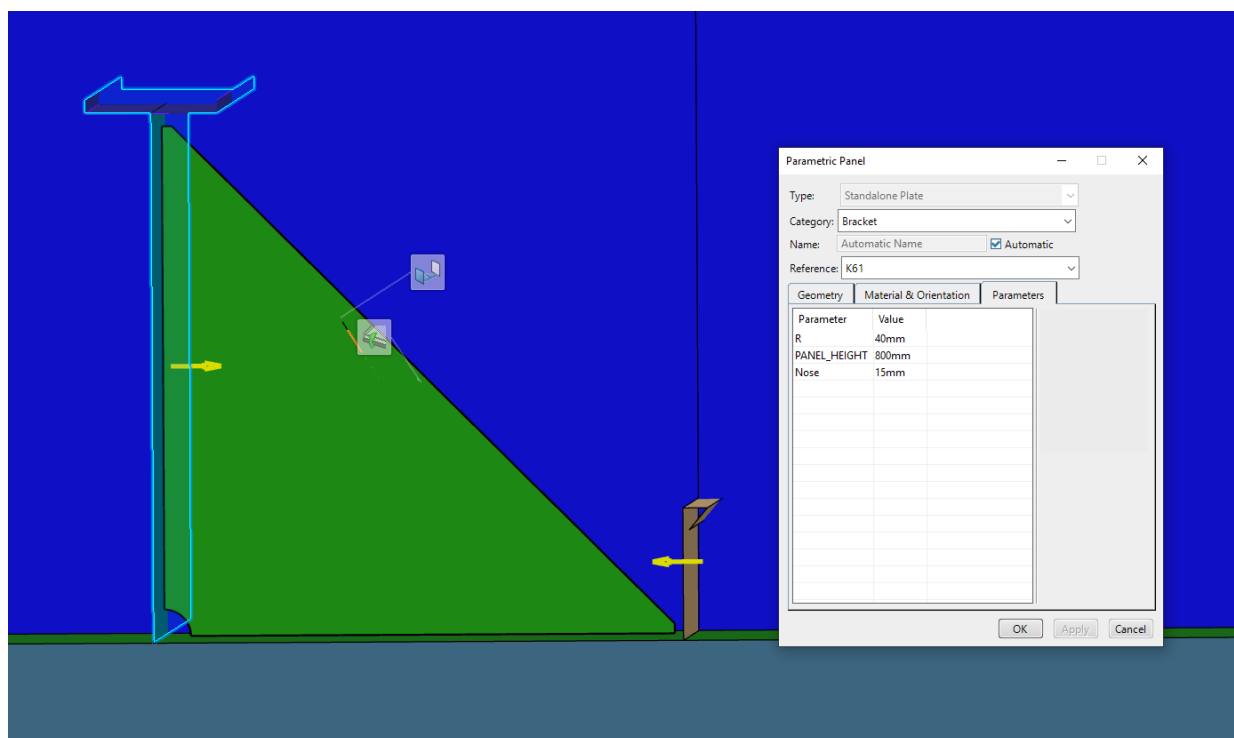 Parametric Panel
Type: Standalone Plate
Category: Bracket
Name: Automatic Name Automatic
Reference: K61
Geometry Material & Orientation Parameters
Parameter Value
R 40mm
PANEL_HEIGHT 800mm
Nose 15mm
OK Apply Cancel